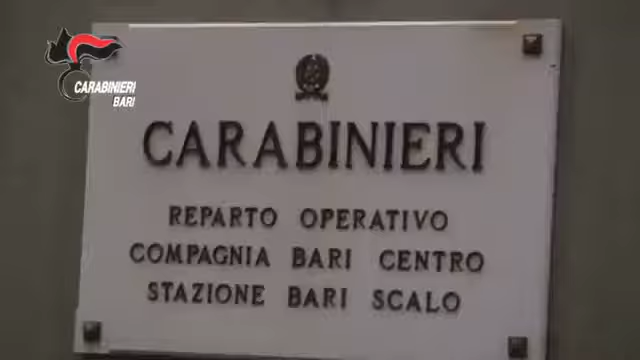 CARABINIERI
BARI
CARABINIERI
REPARTO OPERATIVO
COMPAGNIA BARI CENTRO
STAZIONE BARI SCALO